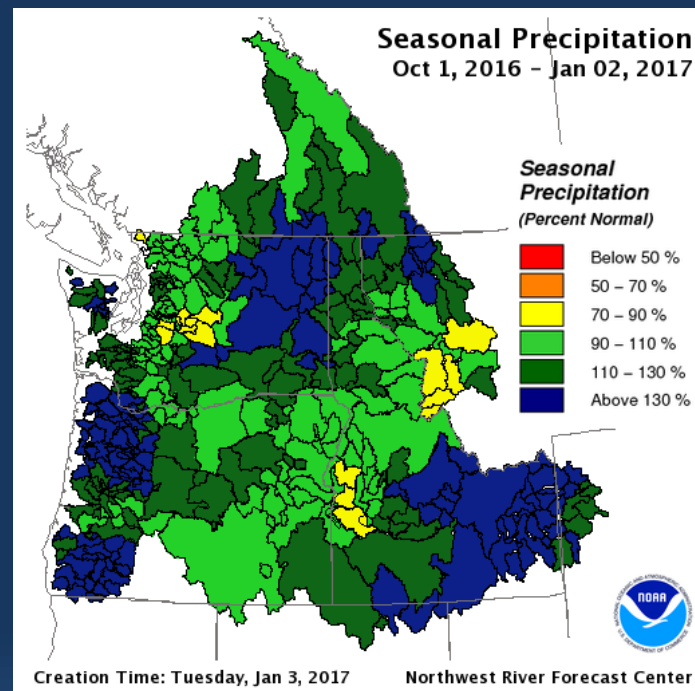 Seasonal Precipitation
Oct 1, 2016 – Jan 02, 2017
Seasonal
Precipitation
(Percent Normal)
Below 50 %
50 – 70 %
70 – 90 %
90 – 110 %
110 – 130 %
Above 130 %
NOAA
Creation Time: Tuesday, Jan 3, 2017
Northwest River Forecast Center